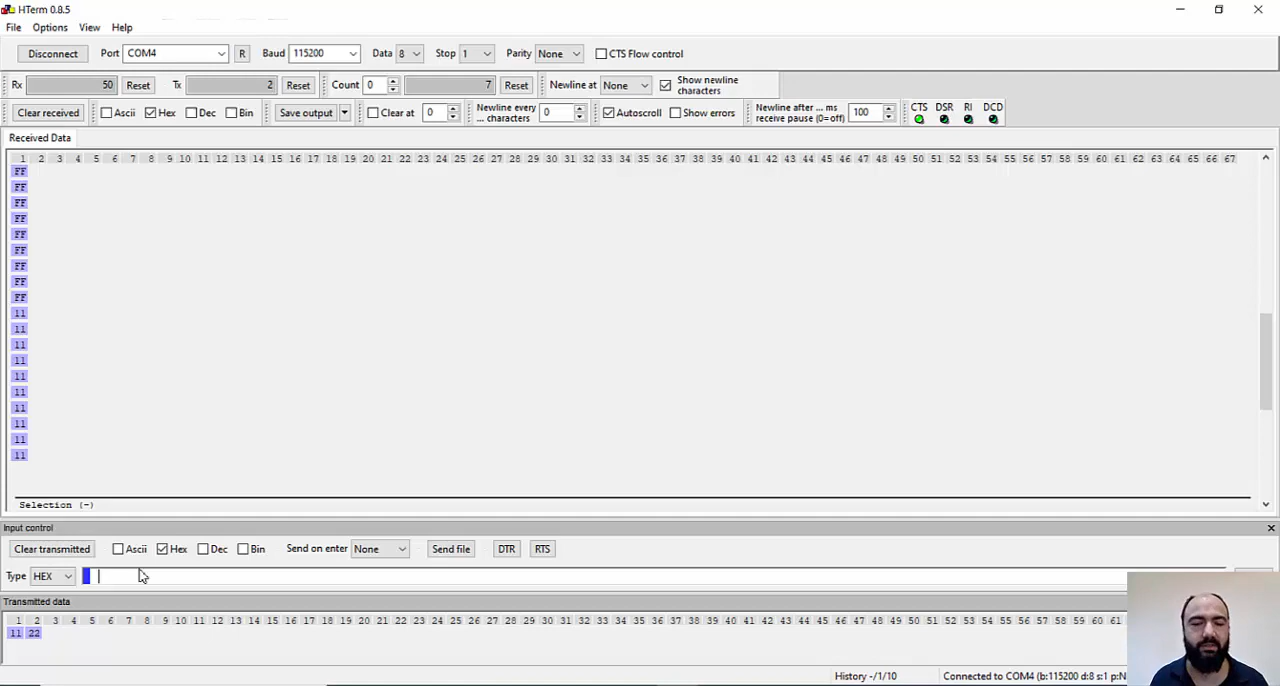 HTerm 0.8.5
File Options View Help
Disconnect Port COM4 R Baud 115200 Data 8 Stop 1 Parity None CTS Flow control
Rx 50 Reset Tx 2 Reset Count 0 7 Reset Newline at None Show newline characters
Clear received Ascii Hex Dec Bin Save output Clear at 0 Newline every ... characters 0 Autoscroll Show errors Newline after ... ms receive pause (0=off) 100 CTS DSR RI DCD
Received Data
1 2 3 4 5 6 7 8 9 10 11 12 13 14 15 16 17 18 19 20 21 22 23 24 25 26 27 28 29 30 31 32 33 34 35 36 37 38 39 40 41 42 43 44 45 46 47 48 49 50 51 52 53 54 55 56 57 58 59 60 61 62 63 64 65 66 67
FF
FF
FF
FF
FF
FF
FF
FF
FF
11
11
11
11
11
11
11
11
11
11
Selection (-)
Input control
Clear transmitted Ascii Hex Dec Bin Send on enter None Send file DTR RTS
Type HEX
Transmitted data
1 2 3 4 5 6 7 8 9 10 11 12 13 14 15 16 17 18 19 20 21 22 23 24 25 26 27 28 29 30 31 32 33 34 35 36 37 38 39 40 41 42 43 44 45 46 47 48 49 50 51 52 53 54 55 56 57 58 59 60 61
11 22
History -/1/10 Connected to COM4 (b:115200 d:8 s:1 p:N